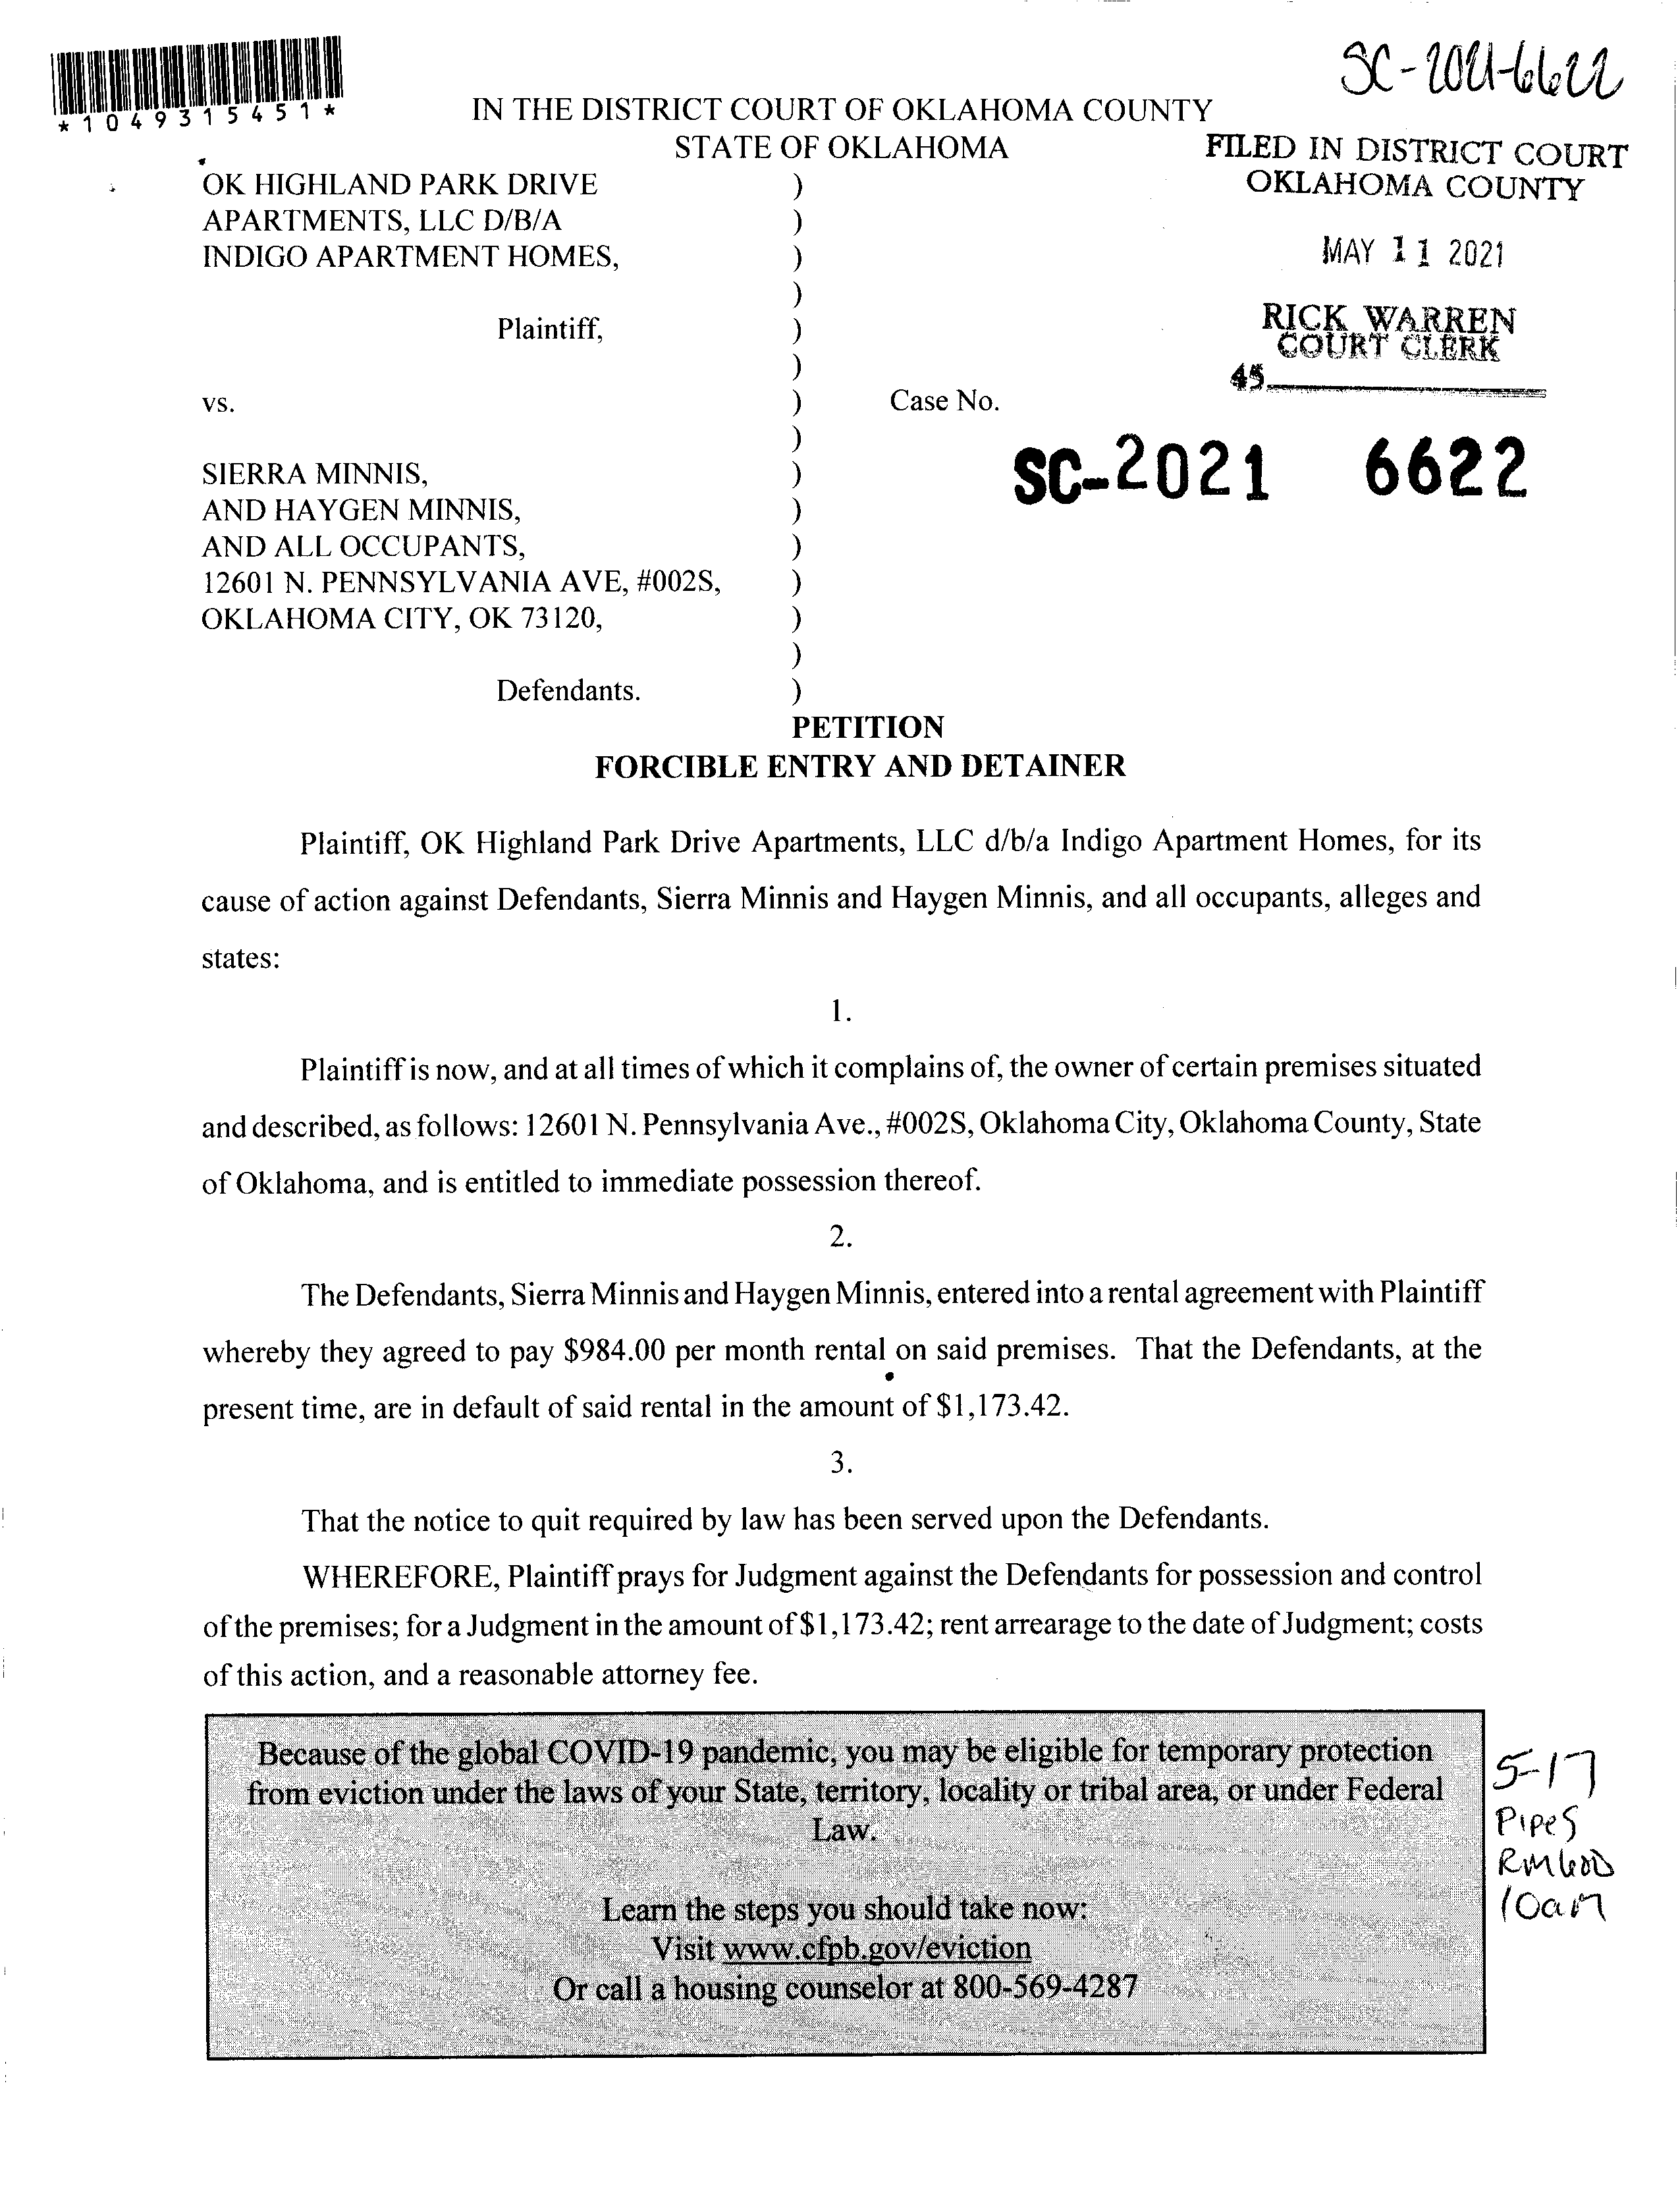 SC-2021-6622
*1049315451*
IN THE DISTRICT COURT OF OKLAHOMA COUNTY
STATE OF OKLAHOMA
FILED IN DISTRICT COURT
OKLAHOMA COUNTY
MAY 11 2021
RICK WARREN
COURT CLERK
45
OK HIGHLAND PARK DRIVE )
APARTMENTS, LLC D/B/A )
INDIGO APARTMENT HOMES, )
)
Plaintiff, )
)
vs. ) Case No.
)
SC-2021 6622
SIERRA MINNIS, )
AND HAYGEN MINNIS, )
AND ALL OCCUPANTS, )
12601 N. PENNSYLVANIA AVE, #002S, )
OKLAHOMA CITY, OK 73120, )
)
Defendants. )
PETITION
FORCIBLE ENTRY AND DETAINER
Plaintiff, OK Highland Park Drive Apartments, LLC d/b/a Indigo Apartment Homes, for its
cause of action against Defendants, Sierra Minnis and Haygen Minnis, and all occupants, alleges and
states:
1.
Plaintiff is now, and at all times of which it complains of, the owner of certain premises situated
and described, as follows: 12601 N. Pennsylvania Ave., #002S, Oklahoma City, Oklahoma County, State
of Oklahoma, and is entitled to immediate possession thereof.
2.
The Defendants, Sierra Minnis and Haygen Minnis, entered into a rental agreement with Plaintiff
whereby they agreed to pay $984.00 per month rental on said premises. That the Defendants, at the
present time, are in default of said rental in the amount of $1,173.42.
3.
That the notice to quit required by law has been served upon the Defendants.
WHEREFORE, Plaintiff prays for Judgment against the Defendants for possession and control
of the premises; for a Judgment in the amount of $1,173.42; rent arrearage to the date of Judgment; costs
of this action, and a reasonable attorney fee.
Because of the global COVID-19 pandemic, you may be eligible for temporary protection
from eviction under the laws of your State, territory, locality or tribal area, or under Federal
Law.
Learn the steps you should take now:
Visit www.cfpb.gov/eviction
Or call a housing counselor at 800-569-4287
5-17
Pipes
Rm 600
10am